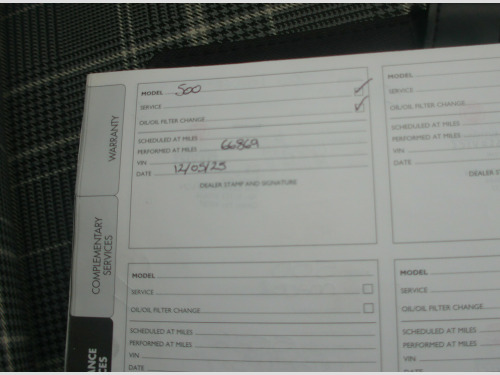 WARRANTY
COMPLEMENTARY
SERVICES
MODEL 500
SERVICE
OIL/OIL FILTER CHANGE
SCHEDULED AT MILES
PERFORMED AT MILES 66869
VIN
DATE 12/05/25
DEALER STAMP AND SIGNATURE
MODEL
SERVICE
OIL/OIL FILTER CHANGE
SCHEDULED AT MILES
PERFORMED AT MILES
VIN
DATE
DEALER S
MODEL
SERVICE
OIL/OIL FILTER CHANGE
SCHEDULED AT MILES
PERFORMED AT MILES
VIN
DATE
MODEL
SERVICE
OIL/OIL FILTER CHANGE
SCHEDULED AT MILES
PERFORMED AT MILES
VIN